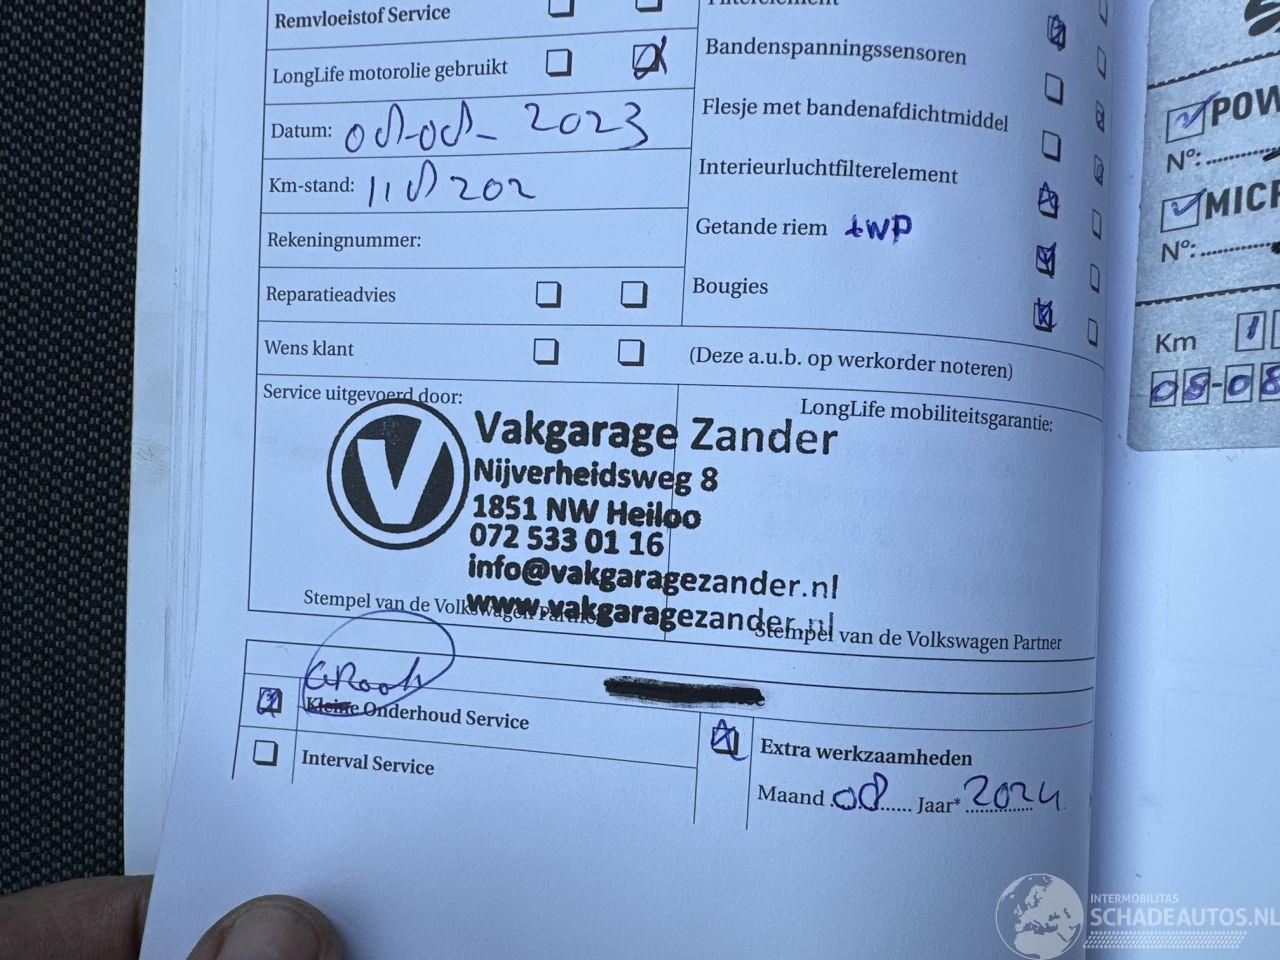 Remvloeistof Service
LongLife motorolie gebruikt
Datum: 08-08-2023
Km-stand: 118202
Rekeningnummer:
Reparatieadvies
Wens klant
Bandenspanningssensoren
Flesje met bandenafdichtmiddel
Interieurluchtfilterelement
Getande riem +WP
Bougies
(Deze a.u.b. op werkorder noteren)
Service uitgevoerd door:
LongLife mobiliteitsgarantie:
Vakgarage Zander
Nijverheidsweg 8
1851 NW Heiloo
072 533 01 16
info@vakgaragezander.nl
www.vakgaragezander.nl
Stempel van de Volkswagen Partner
Stempel van de Volkswagen Partner
GROOT
Kleine Onderhoud Service
Interval Service
Extra werkzaamheden
Maand 08 Jaar* 2024
POW
N°:
MICR
N°:
Km 1
08-08
INTERMOBILITAS
SCHADEAUTOS.NL